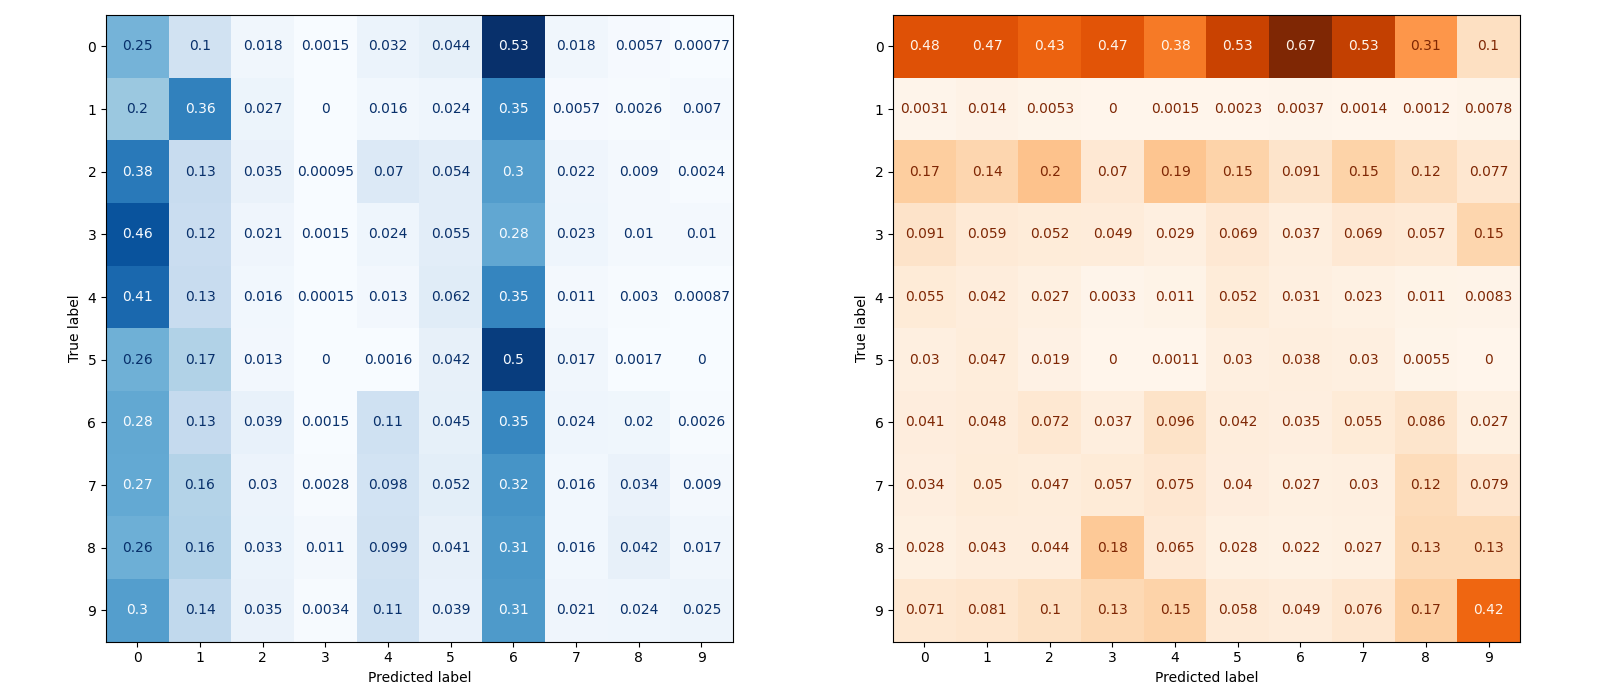 0 0.25 0.1 0.018 0.0015 0.032 0.044 0.53 0.018 0.0057 0.00077
1 0.2 0.36 0.027 0 0.016 0.024 0.35 0.0057 0.0026 0.007
2 0.38 0.13 0.035 0.00095 0.07 0.054 0.3 0.022 0.009 0.0024
3 0.46 0.12 0.021 0.0015 0.024 0.055 0.28 0.023 0.01 0.01
4 0.41 0.13 0.016 0.00015 0.013 0.062 0.35 0.011 0.003 0.00087
5 0.26 0.17 0.013 0 0.0016 0.042 0.5 0.017 0.0017 0
6 0.28 0.13 0.039 0.0015 0.11 0.045 0.35 0.024 0.02 0.0026
7 0.27 0.16 0.03 0.0028 0.098 0.052 0.32 0.016 0.034 0.009
8 0.26 0.16 0.033 0.011 0.099 0.041 0.31 0.016 0.042 0.017
9 0.3 0.14 0.035 0.0034 0.11 0.039 0.31 0.021 0.024 0.025
0 1 2 3 4 5 6 7 8 9
Predicted label
True label
0 0.48 0.47 0.43 0.47 0.38 0.53 0.67 0.53 0.31 0.1
1 0.0031 0.014 0.0053 0 0.0015 0.0023 0.0037 0.0014 0.0012 0.0078
2 0.17 0.14 0.2 0.07 0.19 0.15 0.091 0.15 0.12 0.077
3 0.091 0.059 0.052 0.049 0.029 0.069 0.037 0.069 0.057 0.15
4 0.055 0.042 0.027 0.0033 0.011 0.052 0.031 0.023 0.011 0.0083
5 0.03 0.047 0.019 0 0.0011 0.03 0.038 0.03 0.0055 0
6 0.041 0.048 0.072 0.037 0.096 0.042 0.035 0.055 0.086 0.027
7 0.034 0.05 0.047 0.057 0.075 0.04 0.027 0.03 0.12 0.079
8 0.028 0.043 0.044 0.18 0.065 0.028 0.022 0.027 0.13 0.13
9 0.071 0.081 0.1 0.13 0.15 0.058 0.049 0.076 0.17 0.42
0 1 2 3 4 5 6 7 8 9
Predicted label
True label